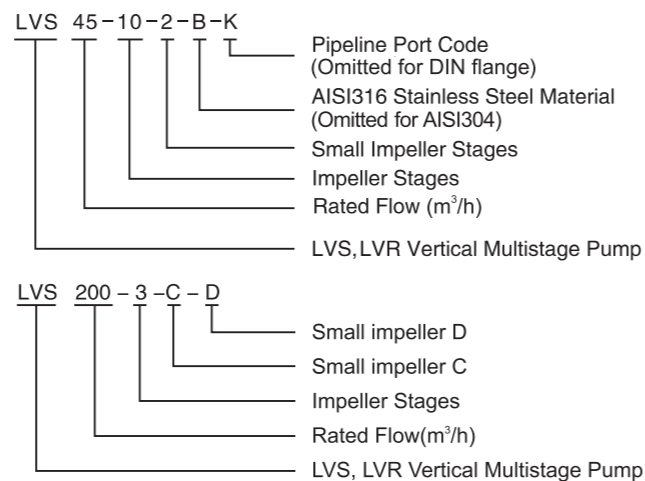 LVS 45-10-2-B-K
Pipeline Port Code
(Omitted for DIN flange)
AISI316 Stainless Steel Material
(Omitted for AISI304)
Small Impeller Stages
Impeller Stages
Rated Flow (m³/h)
LVS,LVR Vertical Multistage Pump
LVS 200 - 3 -C - D
Small impeller D
Small impeller C
Impeller Stages
Rated Flow(m³/h)
LVS, LVR Vertical Multistage Pump